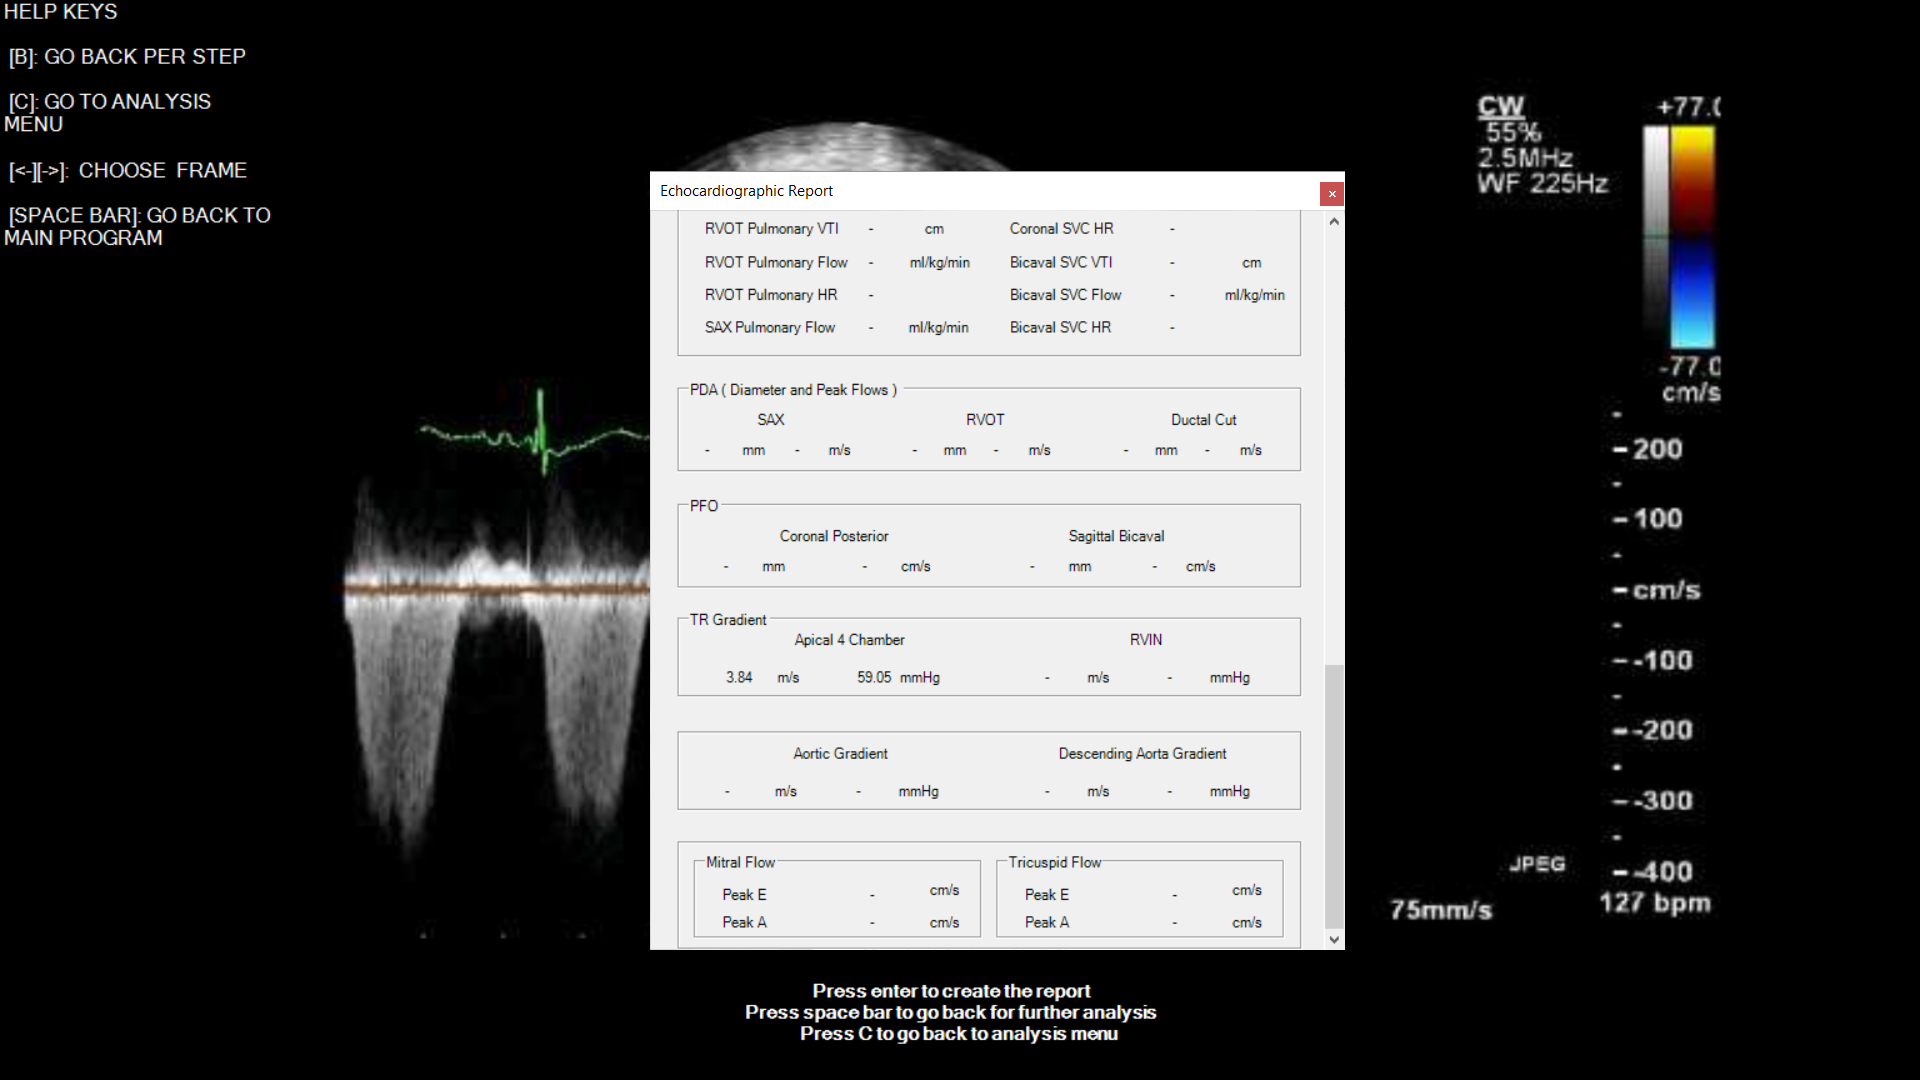 HELP KEYS
[B]: GO BACK PER STEP
[C]: GO TO ANALYSIS
MENU
[<-][->]: CHOOSE FRAME
[SPACE BAR]: GO BACK TO
MAIN PROGRAM
Echocardiographic Report
RVOT Pulmonary VTI - cm Coronal SVC HR -
RVOT Pulmonary Flow - ml/kg/min Bicaval SVC VTI - cm
RVOT Pulmonary HR - Bicaval SVC Flow - ml/kg/min
SAX Pulmonary Flow - ml/kg/min Bicaval SVC HR -
PDA ( Diameter and Peak Flows )
SAX RVOT Ductal Cut
- mm - m/s - mm - m/s - mm - m/s
PFO
Coronal Posterior Sagittal Bicaval
- mm - cm/s - mm - cm/s
TR Gradient
Apical 4 Chamber RVIN
3.84 m/s 59.05 mmHg - m/s - mmHg
Aortic Gradient Descending Aorta Gradient
- m/s - mmHg - m/s - mmHg
Mitral Flow Tricuspid Flow
Peak E - cm/s Peak E - cm/s
Peak A - cm/s Peak A - cm/s
CW
55%
2.5MHz
WF 225Hz
+77.0
-77.0
cm/s
200
100
cm/s
-100
-200
-300
-400
JPEG
75mm/s
127 bpm
Press enter to create the report
Press space bar to go back for further analysis
Press C to go back to analysis menu